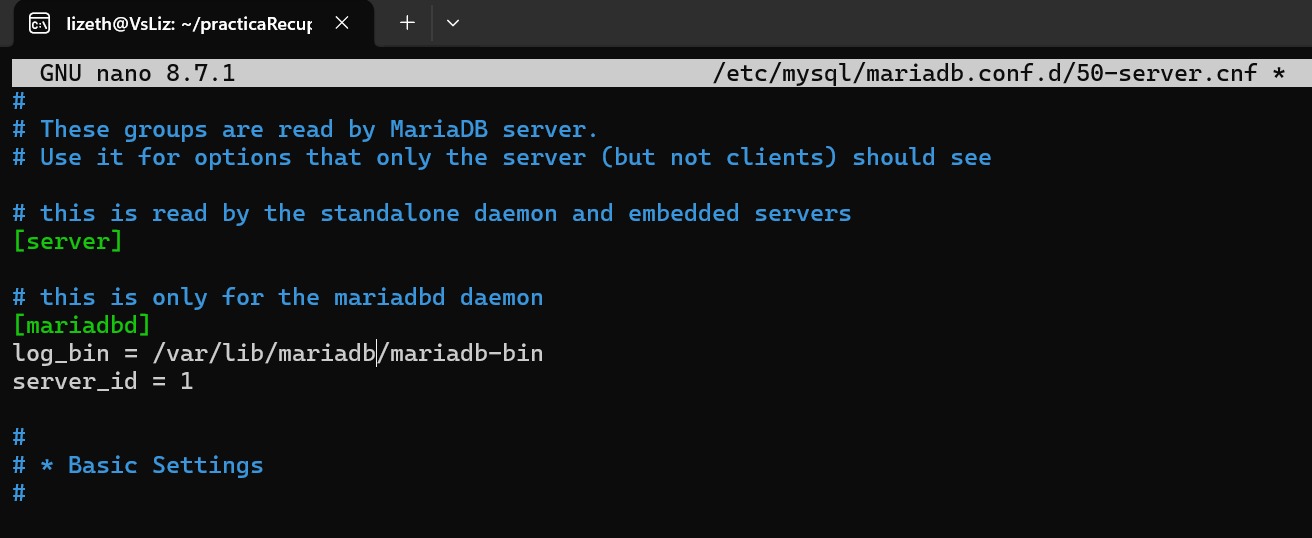 lizeth@VsLiz: ~/practicaRecup
GNU nano 8.7.1 /etc/mysql/mariadb.conf.d/50-server.cnf *
#
# These groups are read by MariaDB server.
# Use it for options that only the server (but not clients) should see
# this is read by the standalone daemon and embedded servers
[server]
# this is only for the mariadbd daemon
[mariadbd]
log_bin = /var/lib/mariadb/mariadb-bin
server_id = 1
#
# * Basic Settings
#